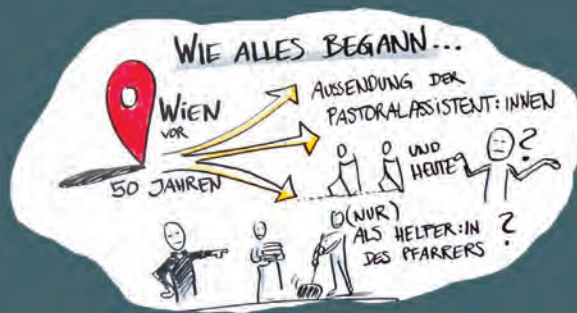 WIE ALLES BEGANN...
WIEN
VOR
50 JAHREN
AUSSENDUNG DER
PASTORALASSISTENT:INNEN
UND
HEUTE
?
(NUR)
ALS HELFER:IN
DES PFARRERS ?